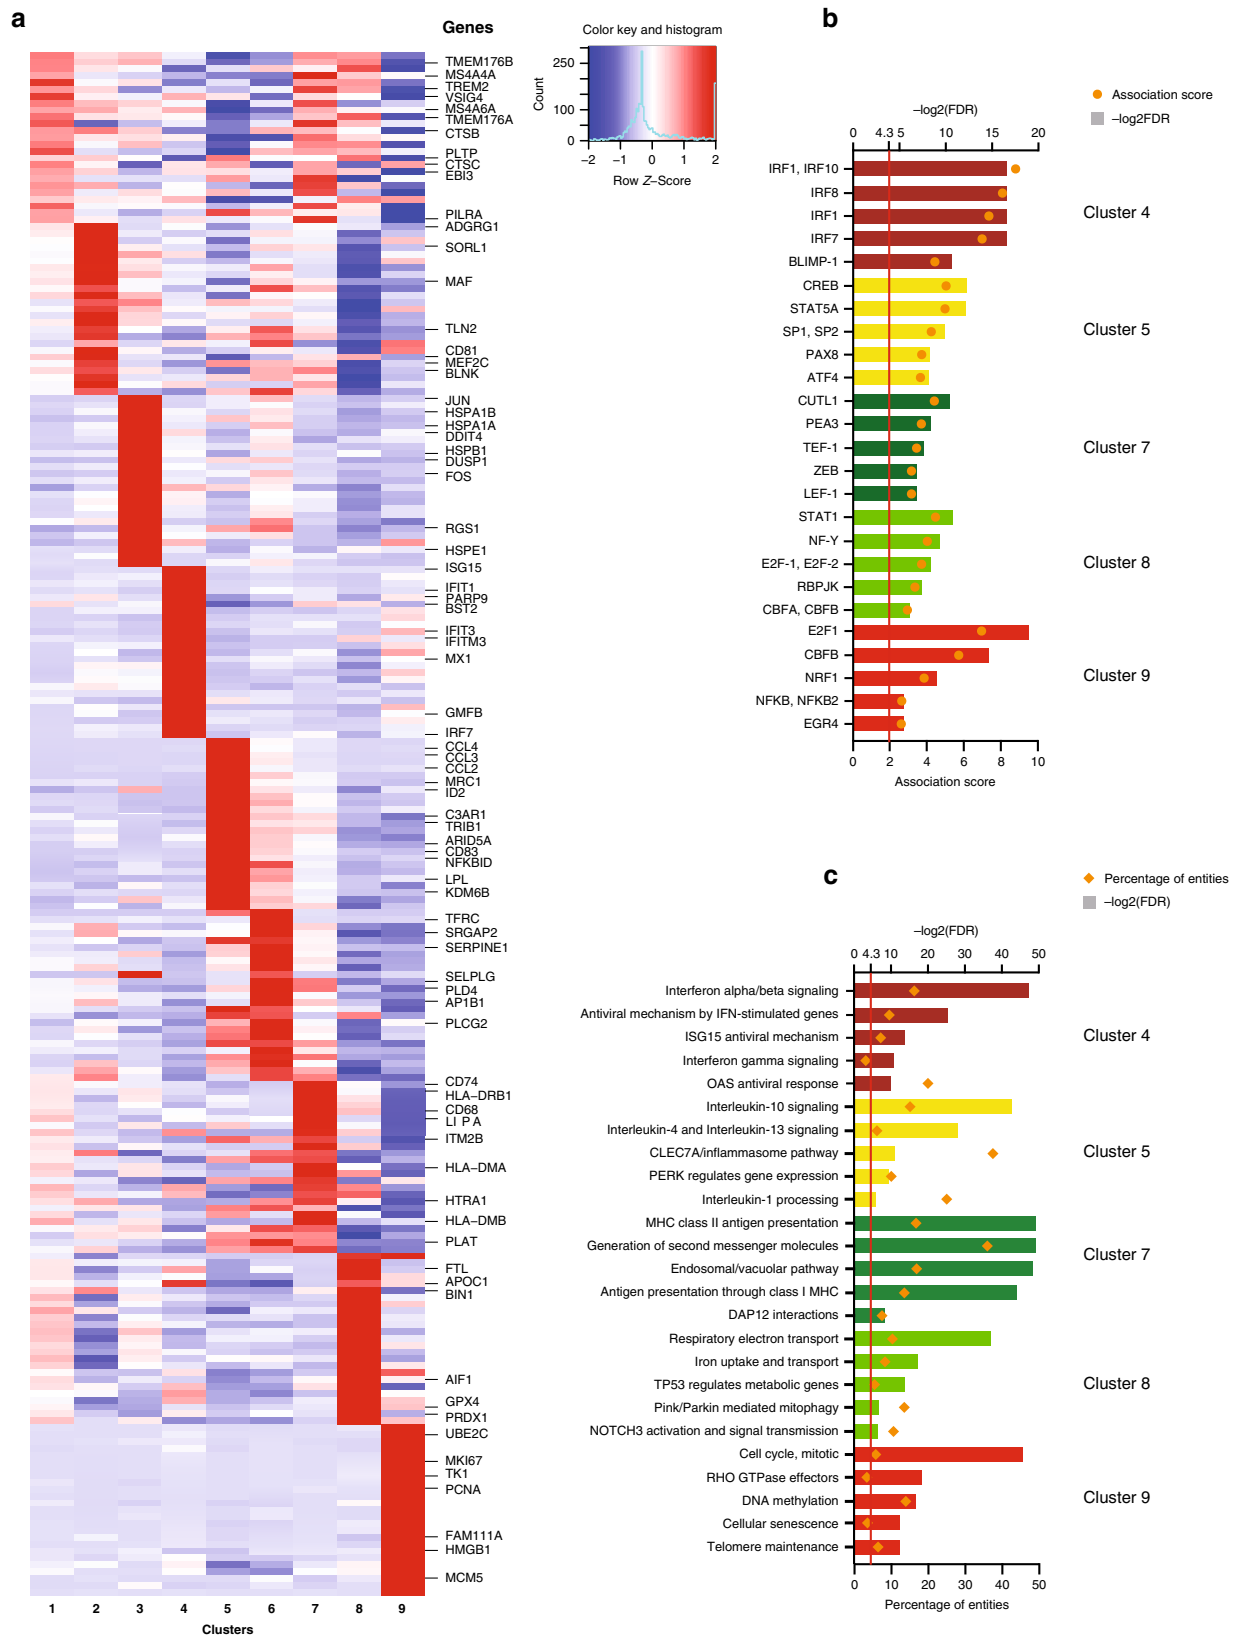 a
Genes
TMEM176B
MS4A4A
TREM2
VSIG4
MS4A6A
TMEM176A
CTSB
PLTP
CTSC
EBI3
PILRA
ADGRG1
SORL1
MAF
TLN2
CD81
MEF2C
BLNK
JUN
HSPA1B
HSPA1A
DDIT4
HSPB1
DUSP1
FOS
RGS1
HSPE1
ISG15
IFIT1
PARP9
BST2
IFIT3
IFITM3
MX1
GMFB
IRF7
CCL4
CCL3
CCL2
MRC1
ID2
C3AR1
TRIB1
ARID5A
CD83
NFKBID
LPL
KDM6B
TFRC
SRGAP2
SERPINE1
SELPLG
PLD4
AP1B1
PLCG2
CD74
HLA–DRB1
CD68
LI P A
ITM2B
HLA–DMA
HTRA1
HLA–DMB
PLAT
FTL
APOC1
BIN1
AIF1
GPX4
PRDX1
UBE2C
MKI67
TK1
PCNA
FAM111A
HMGB1
MCM5
1 2 3 4 5 6 7 8 9
Clusters
Color key and histogram
Count
250
100
0
–2 –1 0 1 2
Row Z–Score
b
Association score
–log2FDR
–log2(FDR)
0 4.3 5 10 15 20
IRF1, IRF10
IRF8
IRF1
IRF7
BLIMP-1
CREB
STAT5A
SP1, SP2
PAX8
ATF4
CUTL1
PEA3
TEF-1
ZEB
LEF-1
STAT1
NF-Y
E2F-1, E2F-2
RBPJK
CBFA, CBFB
E2F1
CBFB
NRF1
NFKB, NFKB2
EGR4
Cluster 4
Cluster 5
Cluster 7
Cluster 8
Cluster 9
0 2 4 6 8 10
Association score
c
Percentage of entities
–log2(FDR)
–log2(FDR)
0 4.3 10 20 30 40 50
Interferon alpha/beta signaling
Antiviral mechanism by IFN-stimulated genes
ISG15 antiviral mechanism
Interferon gamma signaling
OAS antiviral response
Interleukin-10 signaling
Interleukin-4 and Interleukin-13 signaling
CLEC7A/inflammasome pathway
PERK regulates gene expression
Interleukin-1 processing
MHC class II antigen presentation
Generation of second messenger molecules
Endosomal/vacuolar pathway
Antigen presentation through class I MHC
DAP12 interactions
Respiratory electron transport
Iron uptake and transport
TP53 regulates metabolic genes
Pink/Parkin mediated mitophagy
NOTCH3 activation and signal transmission
Cell cycle, mitotic
RHO GTPase effectors
DNA methylation
Cellular senescence
Telomere maintenance
Cluster 4
Cluster 5
Cluster 7
Cluster 8
Cluster 9
0 10 20 30 40 50
Percentage of entities